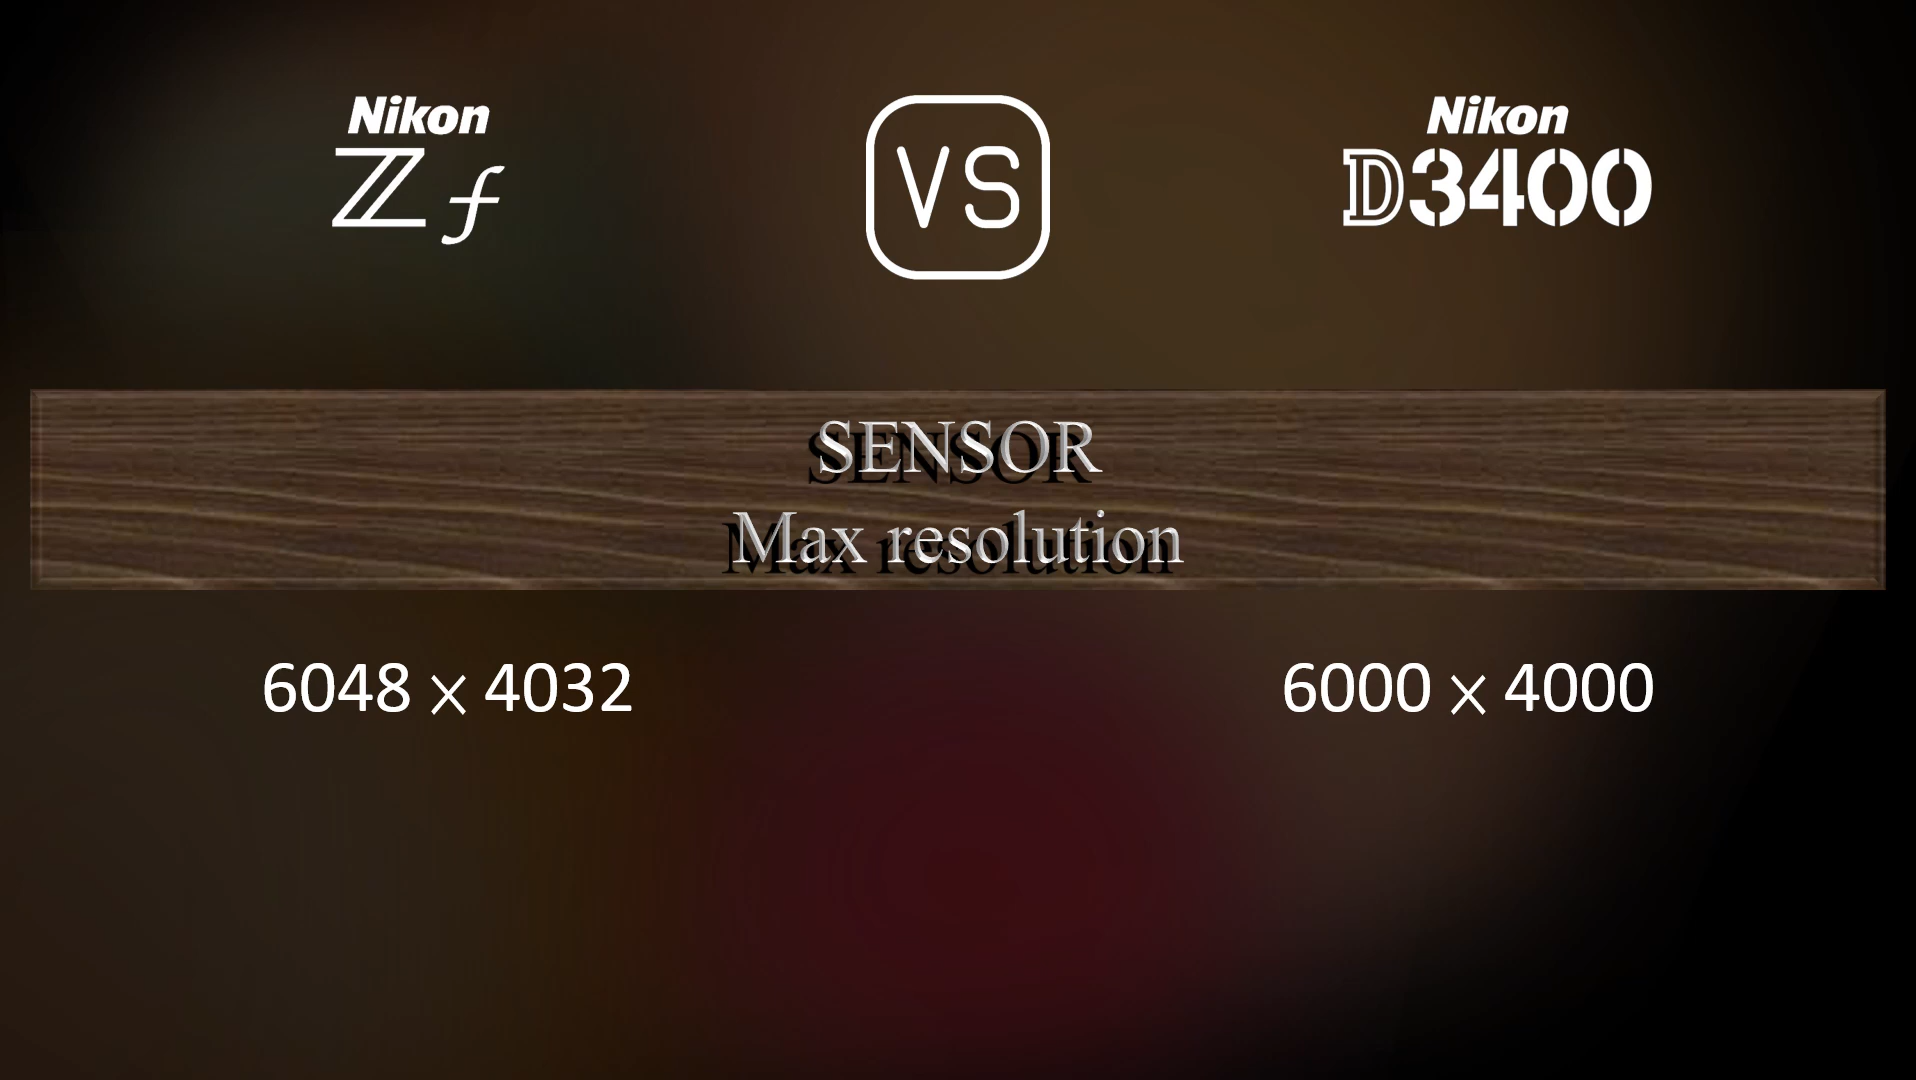 Nikon
Z f
VS
Nikon
D3400
SENSOR
Max resolution
6048 x 4032
6000 x 4000